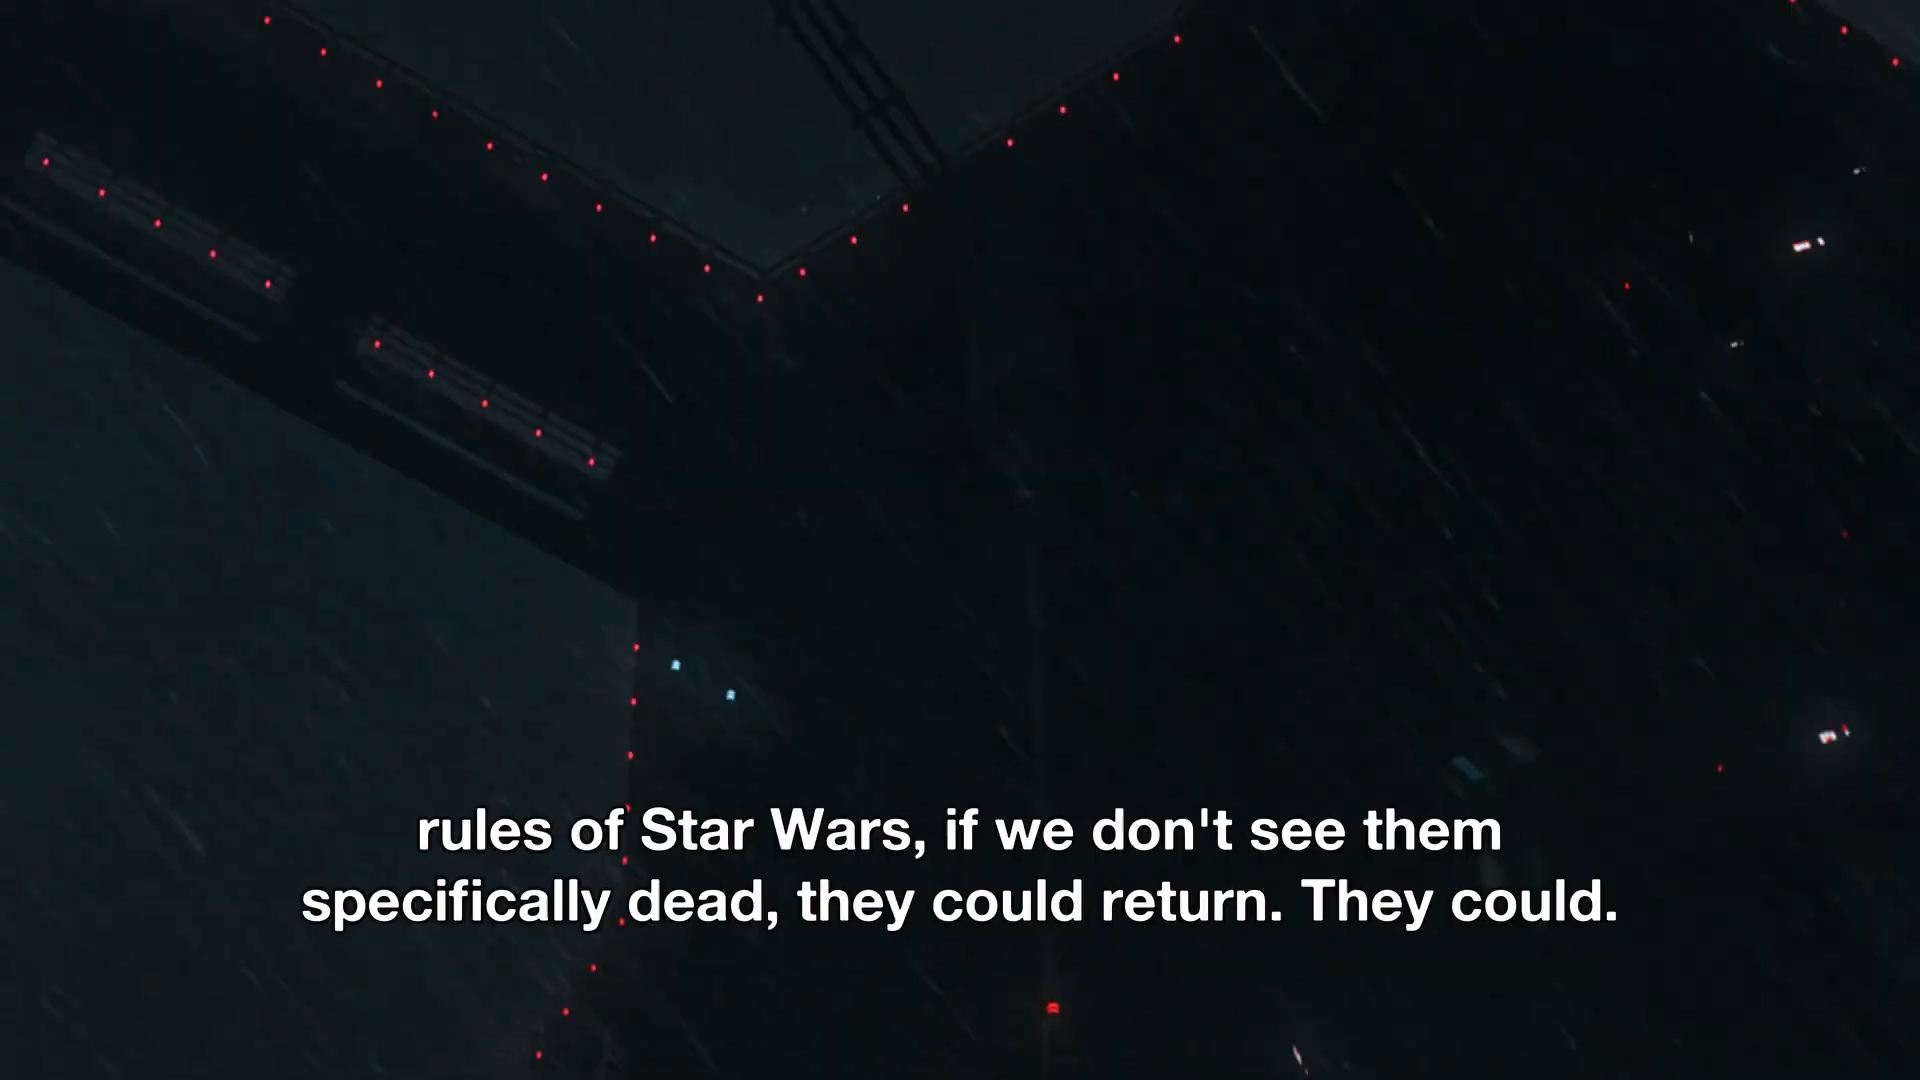 rules of Star Wars, if we don't see them
specifically dead, they could return. They could.